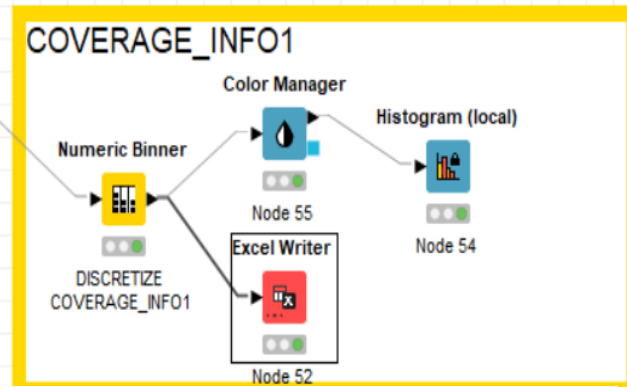 COVERAGE_INFO1
Color Manager
Histogram (local)
Numeric Binner
Node 55
Node 54
Excel Writer
DISCRETIZE
COVERAGE_INFO1
Node 52